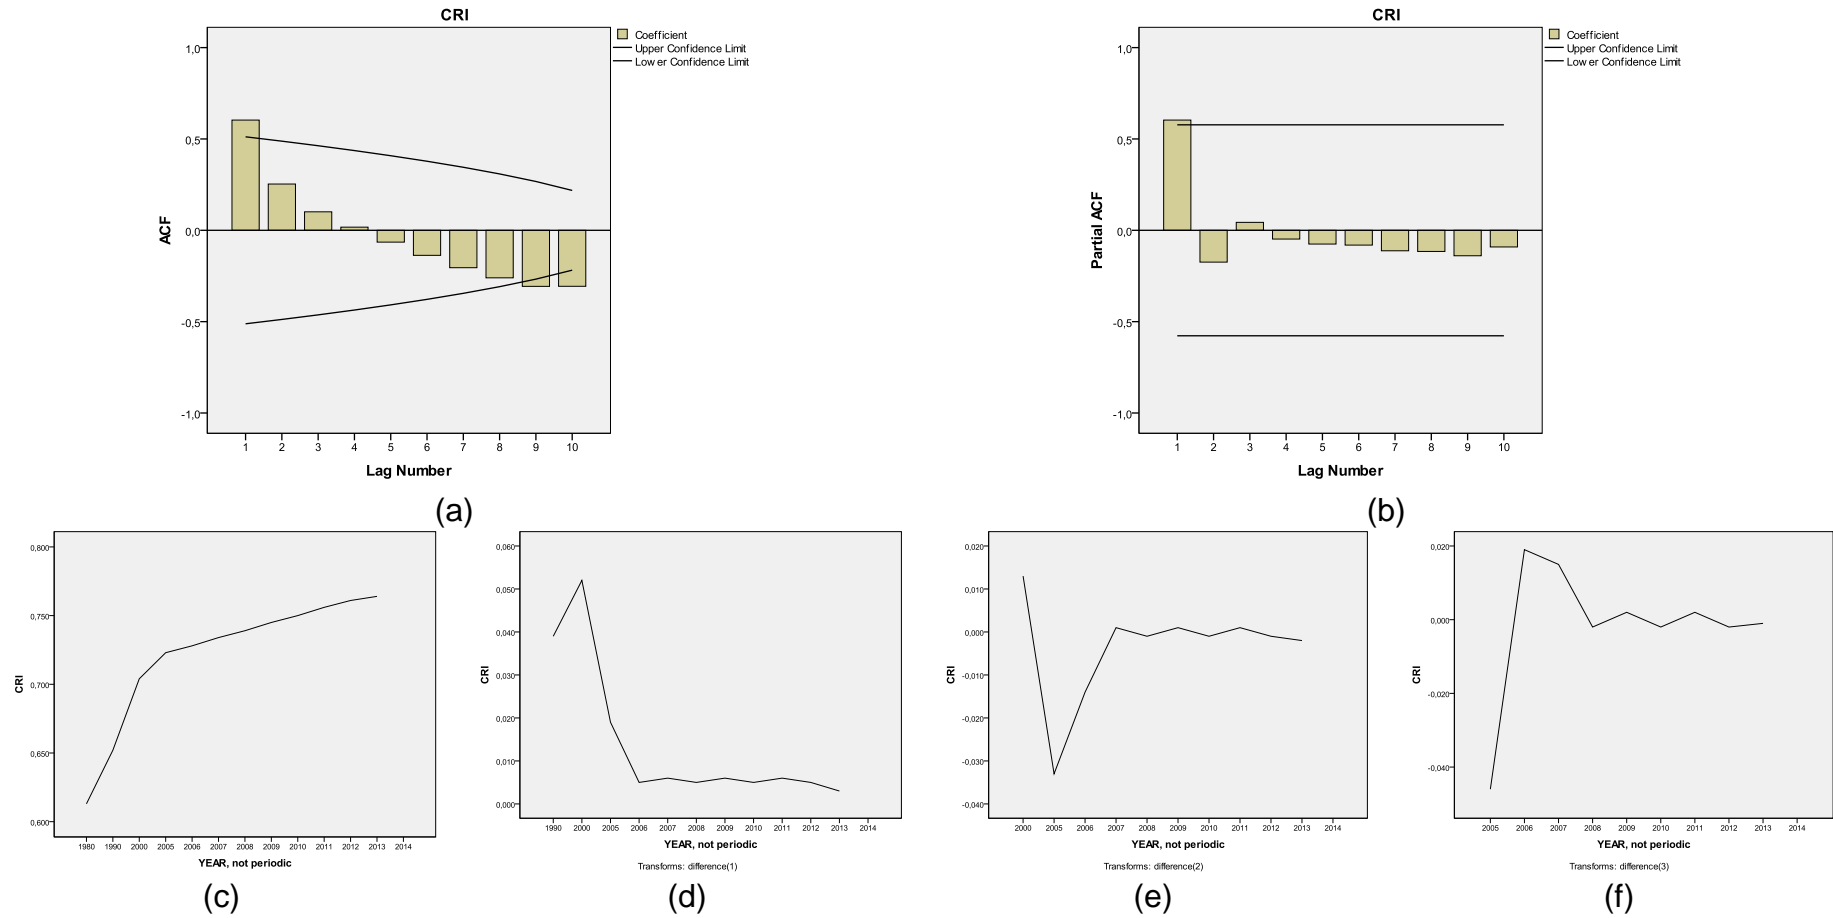 CRI
Coefficient
Upper Confidence Limit
Lower Confidence Limit
1,0
0,5
0,0
-0,5
-1,0
ACF
1 2 3 4 5 6 7 8 9 10
Lag Number
(a)
CRI
Coefficient
Upper Confidence Limit
Lower Confidence Limit
1,0
0,5
0,0
-0,5
-1,0
Partial ACF
1 2 3 4 5 6 7 8 9 10
Lag Number
(b)
0,800
0,750
0,700
0,650
0,600
CRI
1980 1990 2000 2005 2006 2007 2008 2009 2010 2011 2012 2013 2014
YEAR, not periodic
(c)
0,060
0,050
0,040
0,030
0,020
0,010
0,000
CRI
1990 2000 2005 2006 2007 2008 2009 2010 2011 2012 2013 2014
YEAR, not periodic
Transforms: difference(1)
(d)
0,020
0,010
0,000
-0,010
-0,020
-0,030
-0,040
CRI
2000 2005 2006 2007 2008 2009 2010 2011 2012 2013 2014
YEAR, not periodic
Transforms: difference(2)
(e)
0,020
0,000
-0,020
-0,040
CRI
2005 2006 2007 2008 2009 2010 2011 2012 2013 2014
YEAR, not periodic
Transforms: difference(3)
(f)